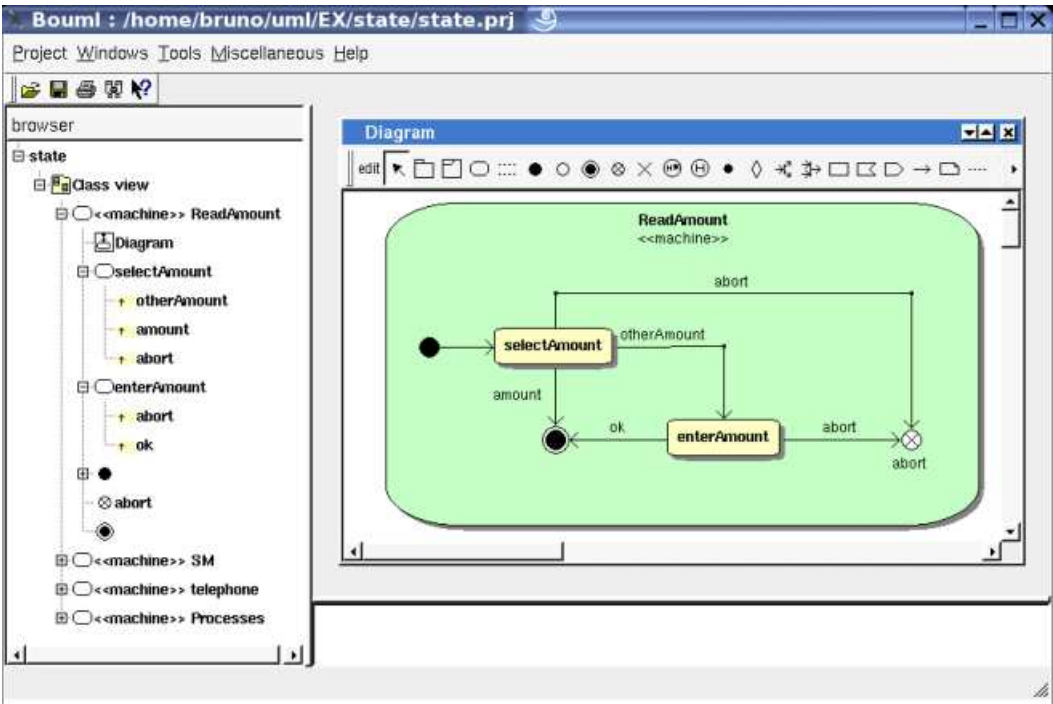 Bouml : /home/bruno/uml/EX/state/state.prj
Project Windows Tools Miscellaneous Help
browser
state
Class view
<<machine>> ReadAmount
Diagram
selectAmount
otherAmount
amount
abort
enterAmount
abort
ok
abort
<<machine>> SM
<<machine>> telephone
<<machine>> Processes
Diagram
edit
ReadAmount
<<machine>>
abort
selectAmount
otherAmount
amount
ok
enterAmount
abort
abort